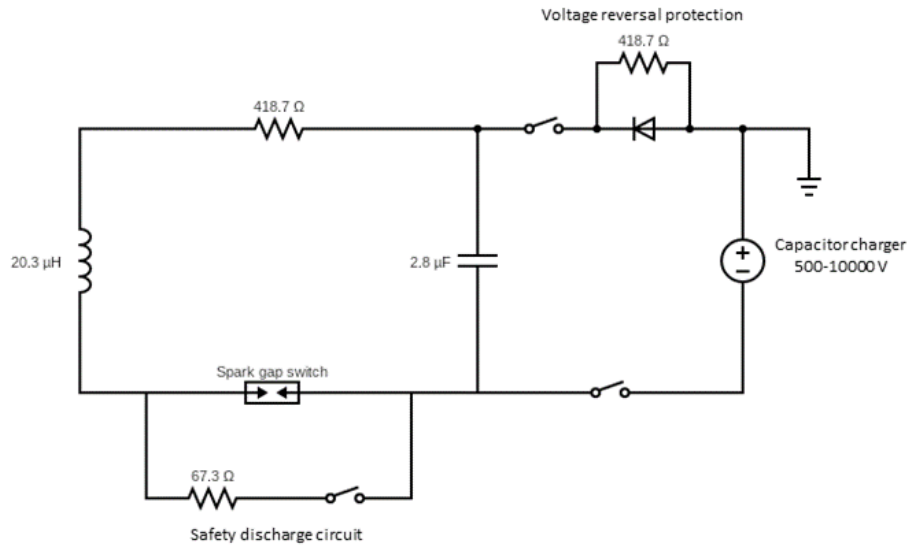 Voltage reversal protection
418.7 Ω
418.7 Ω
20.3 μH
2.8 μF
Capacitor charger
500-10000 V
Spark gap switch
67.3 Ω
Safety discharge circuit